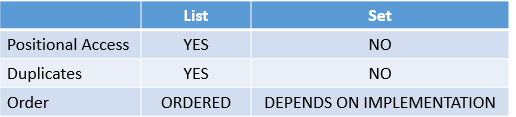 List Set
Positional Access YES NO
Duplicates YES NO
Order ORDERED DEPENDS ON IMPLEMENTATION